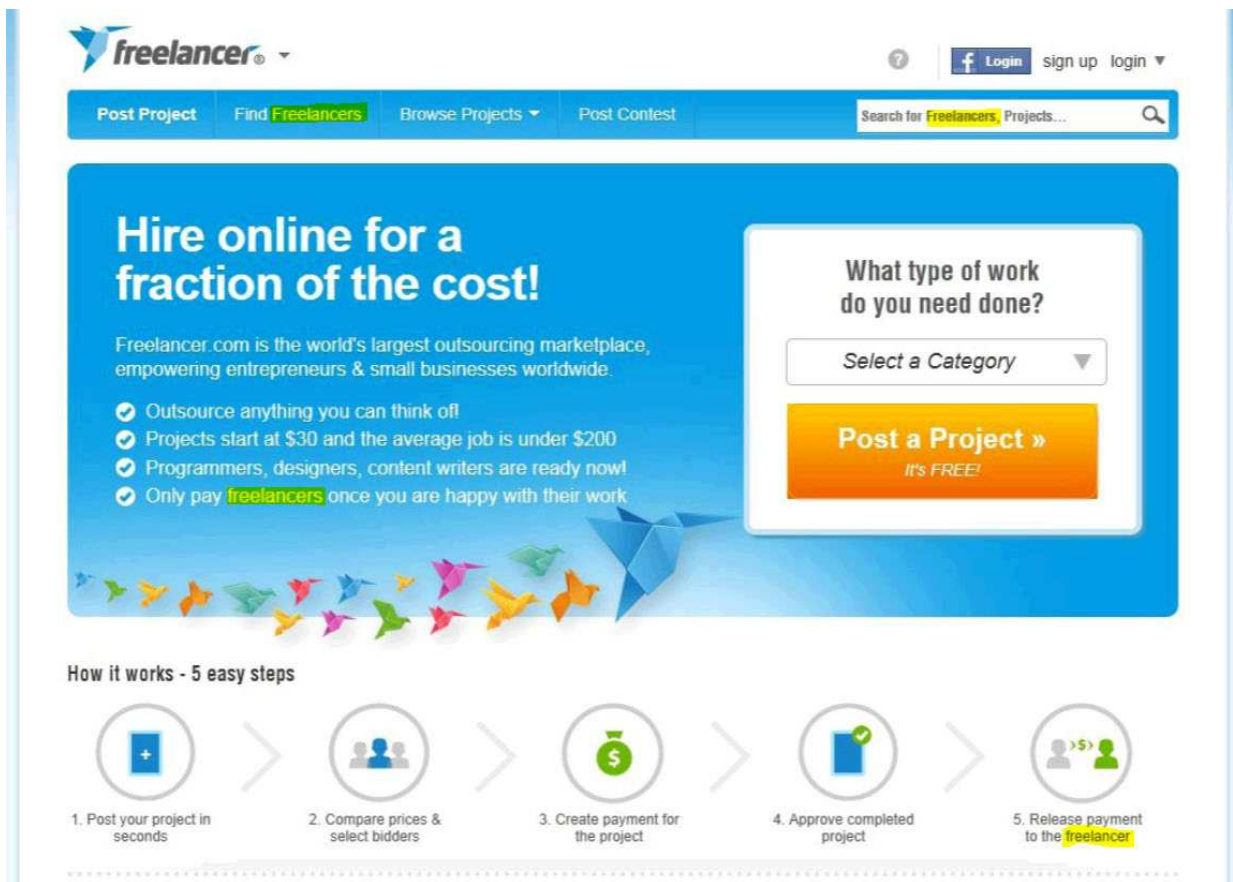 freelancer®
?
f Login sign up login
Post Project Find Freelancers Browse Projects Post Contest
Search for Freelancers, Projects...
Hire online for a
fraction of the cost!
Freelancer.com is the world's largest outsourcing marketplace,
empowering entrepreneurs & small businesses worldwide.
Outsource anything you can think of!
Projects start at $30 and the average job is under $200
Programmers, designers, content writers are ready now!
Only pay freelancers once you are happy with their work
What type of work
do you need done?
Select a Category
Post a Project »
It's FREE!
How it works - 5 easy steps
+
$
›$›
1. Post your project in
seconds
2. Compare prices &
select bidders
3. Create payment for
the project
4. Approve completed
project
5. Release payment
to the freelancer